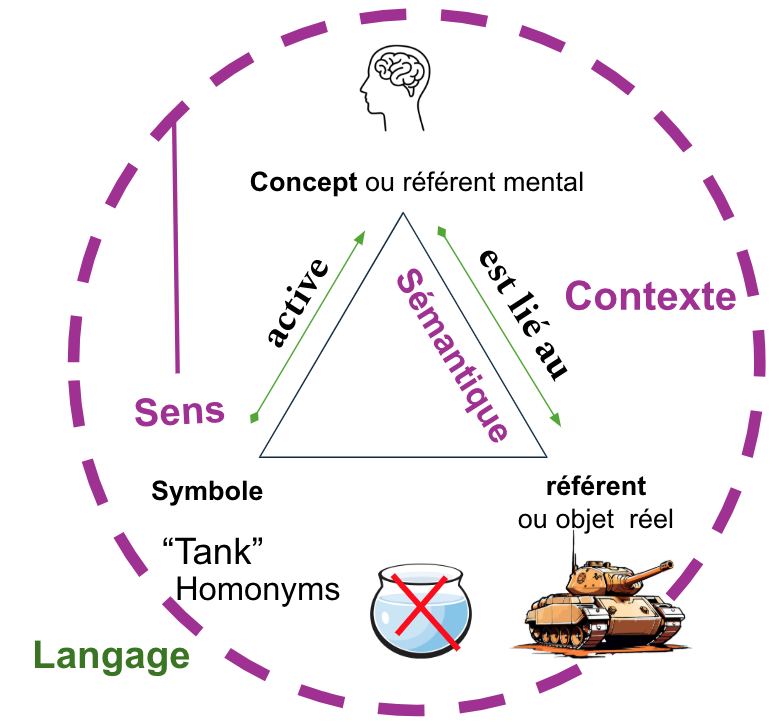 Concept ou référent mental
active
est lié au
Sémantique
Contexte
Sens
Symbole
référent
ou objet réel
“Tank”
Homonyms
Langage